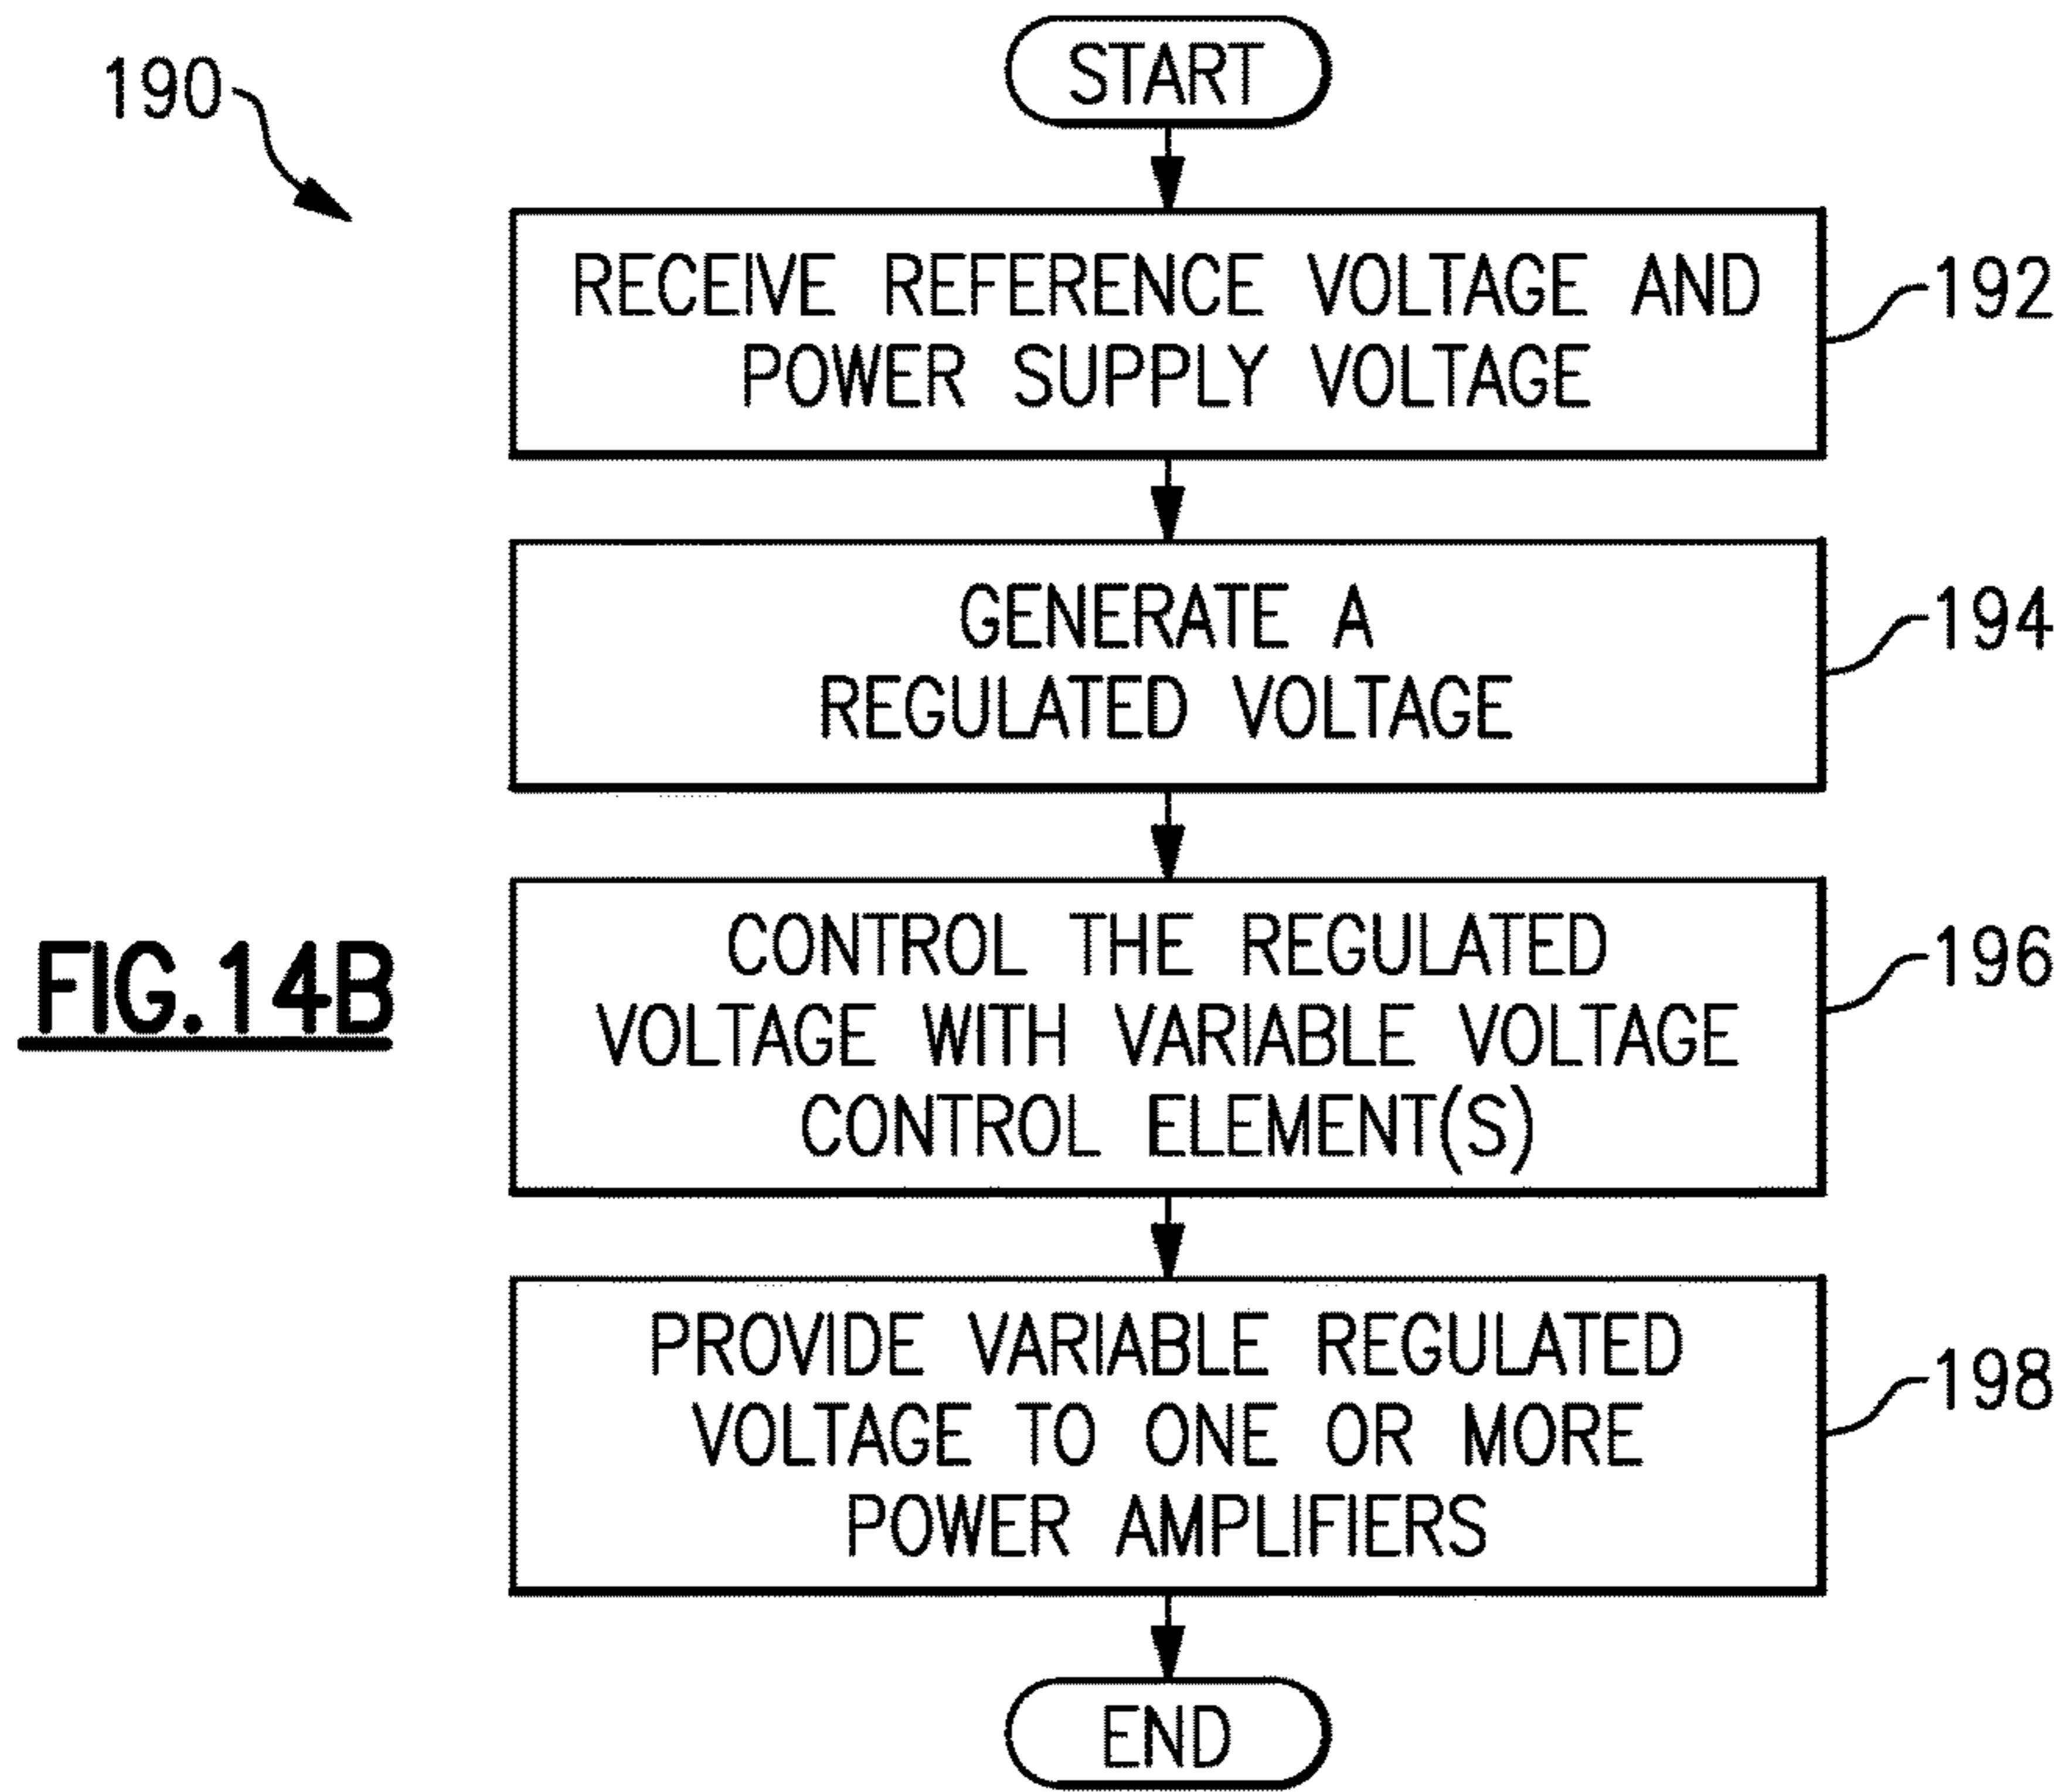 190
START
RECEIVE REFERENCE VOLTAGE AND
POWER SUPPLY VOLTAGE
192
GENERATE A
REGULATED VOLTAGE
194
CONTROL THE REGULATED
VOLTAGE WITH VARIABLE VOLTAGE
CONTROL ELEMENT(S)
196
FIG.14B
PROVIDE VARIABLE REGULATED
VOLTAGE TO ONE OR MORE
POWER AMPLIFIERS
198
END